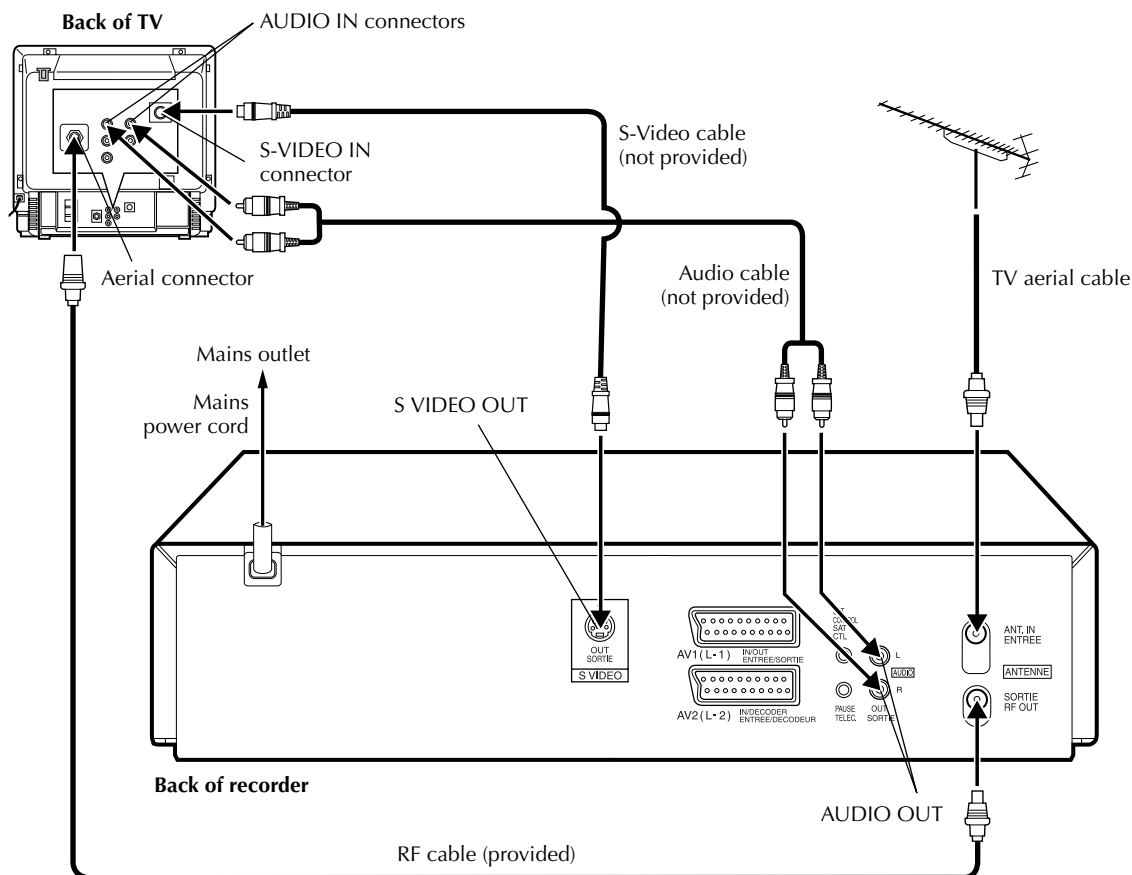 Back of TV
AUDIO IN connectors
S-VIDEO IN
connector
S-Video cable
(not provided)
Aerial connector
Audio cable
(not provided)
TV aerial cable
Mains outlet
Mains
power cord
S VIDEO OUT
OUT
SORTIE
S VIDEO
AV1 (L-1)
IN/OUT
ENTREE/SORTIE
AV2 (L-2)
IN/DECODER
ENTREE/DECODEUR
SAT
CTL
PAUSE
TELEC.
L
AUDIO
R
OUT
SORTIE
ANT. IN
ENTREE
ANTENNE
SORTIE
RF OUT
Back of recorder
AUDIO OUT
RF cable (provided)